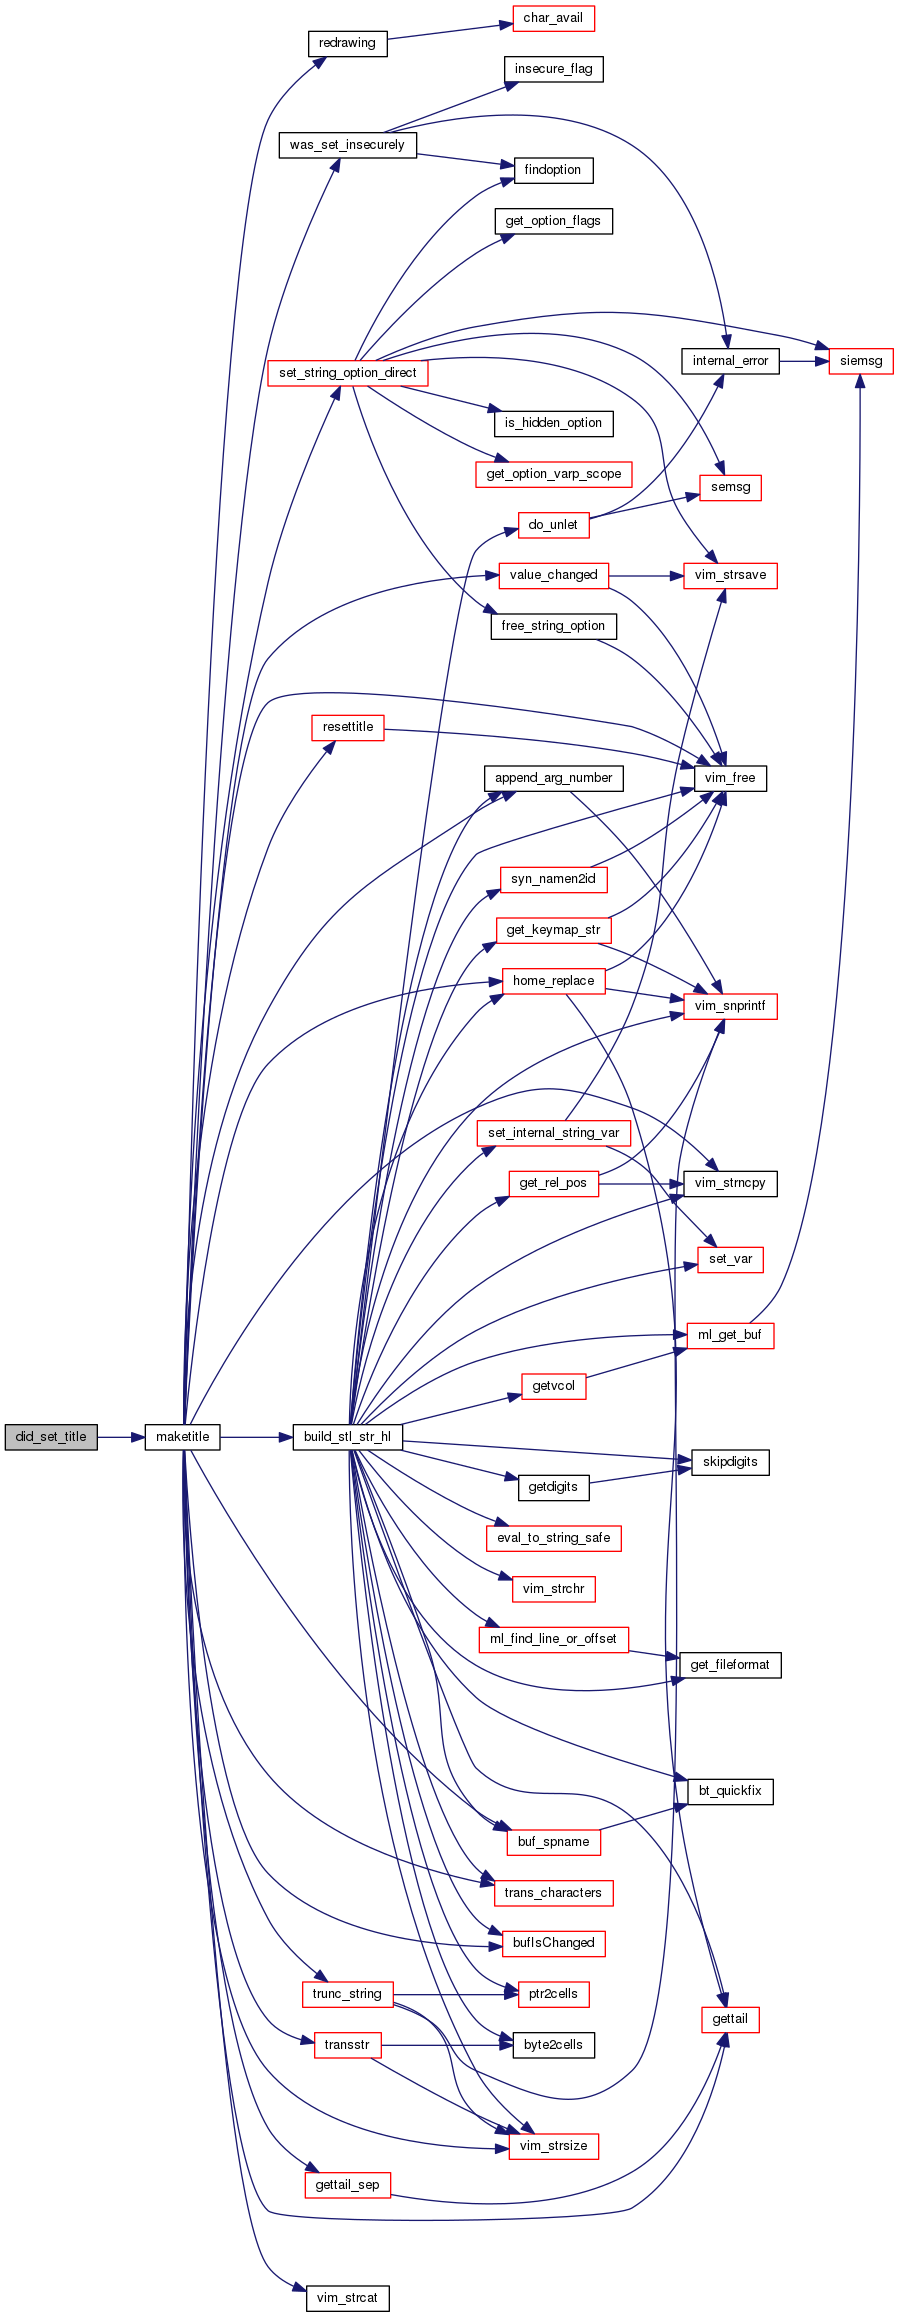 char_avail
redrawing
insecure_flag
was_set_insecurely
findoption
get_option_flags
internal_error
siemsg
set_string_option_direct
is_hidden_option
get_option_varp_scope
semsg
do_unlet
value_changed
vim_strsave
free_string_option
resettitle
append_arg_number
vim_free
syn_namen2id
get_keymap_str
home_replace
vim_snprintf
set_internal_string_var
get_rel_pos
vim_strncpy
set_var
ml_get_buf
getvcol
did_set_title
maketitle
build_stl_str_hl
skipdigits
getdigits
eval_to_string_safe
vim_strchr
ml_find_line_or_offset
get_fileformat
bt_quickfix
buf_spname
trans_characters
bufIsChanged
trunc_string
ptr2cells
gettail
transstr
byte2cells
vim_strsize
gettail_sep
vim_strcat